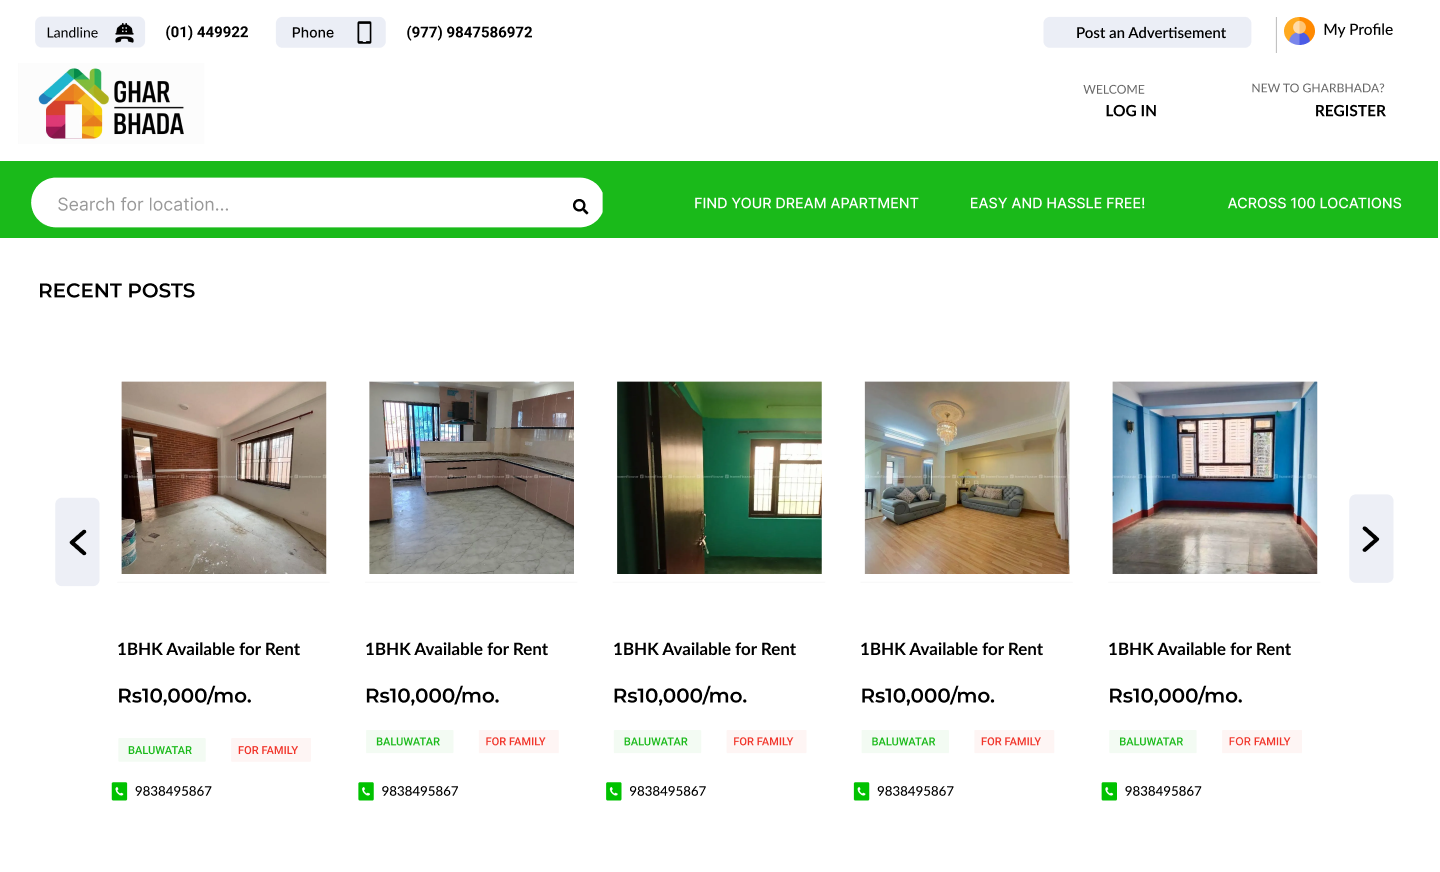 Landline (01) 449922 Phone (977) 9847586972 Post an Advertisement My Profile
GHAR
BHADA
WELCOME
LOG IN
NEW TO GHARBHADA?
REGISTER
Search for location... FIND YOUR DREAM APARTMENT EASY AND HASSLE FREE! ACROSS 100 LOCATIONS
RECENT POSTS
1BHK Available for Rent
Rs10,000/mo.
BALUWATAR FOR FAMILY
9838495867
1BHK Available for Rent
Rs10,000/mo.
BALUWATAR FOR FAMILY
9838495867
1BHK Available for Rent
Rs10,000/mo.
BALUWATAR FOR FAMILY
9838495867
1BHK Available for Rent
Rs10,000/mo.
BALUWATAR FOR FAMILY
9838495867
1BHK Available for Rent
Rs10,000/mo.
BALUWATAR FOR FAMILY
9838495867